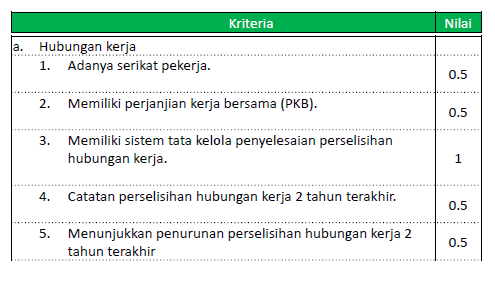 Kriteria Nilai
a. Hubungan kerja
1. Adanya serikat pekerja. 0.5
2. Memiliki perjanjian kerja bersama (PKB). 0.5
3. Memiliki sistem tata kelola penyelesaian perselisihan
hubungan kerja. 1
4. Catatan perselisihan hubungan kerja 2 tahun terakhir. 0.5
5. Menunjukkan penurunan perselisihan hubungan kerja 2
tahun terakhir 0.5